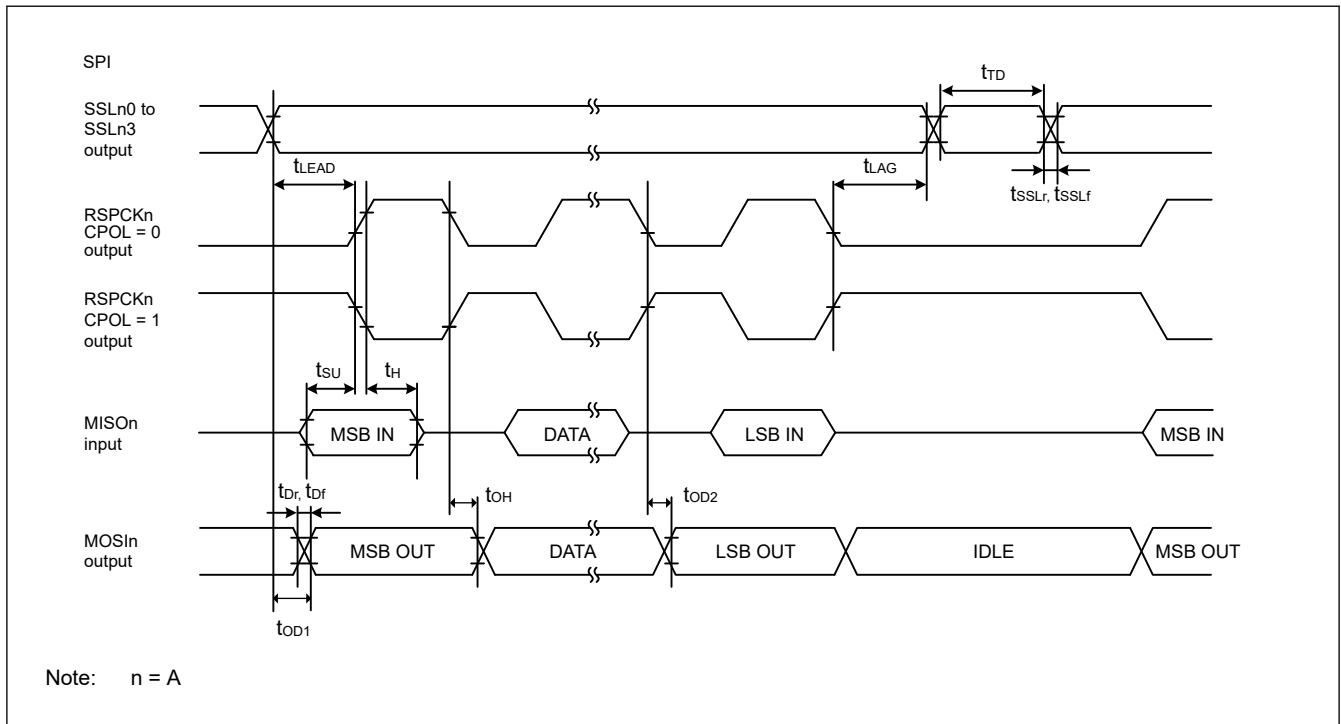 SPI
tTD
SSLn0 to
SSLn3
output
tLEAD
tLAG
tSSLr, tSSLf
RSPCKn
CPOL = 0
output
RSPCKn
CPOL = 1
output
tSU
tH
MISOn
input
MSB IN
DATA
LSB IN
MSB IN
tDr, tDf
tOH
tOD2
MOSIn
output
MSB OUT
DATA
LSB OUT
IDLE
MSB OUT
tOD1
Note: n = A